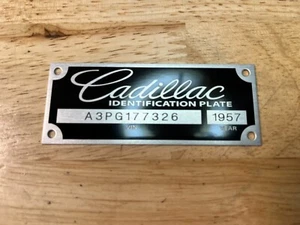 Cadillac
IDENTIFICATION PLATE
A3PG177326 1957